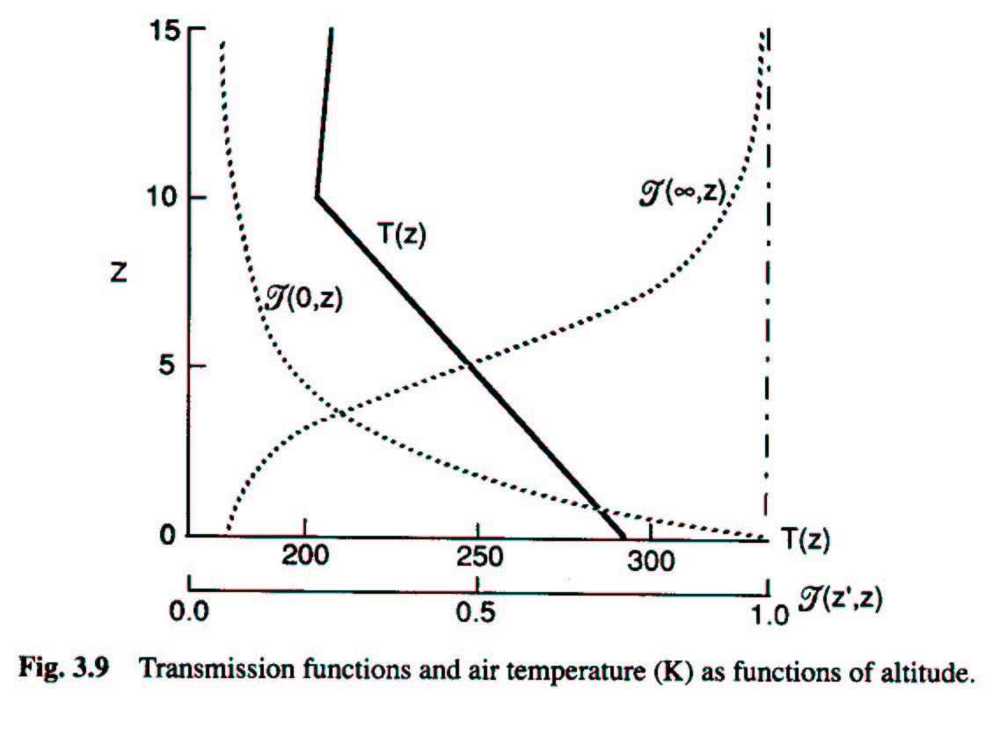 15
10
𝒯(∞,z)
T(z)
Z
𝒯(0,z)
5
0
T(z)
200 250 300
𝒯(z',z)
0.0 0.5 1.0
Fig. 3.9 Transmission functions and air temperature (K) as functions of altitude.